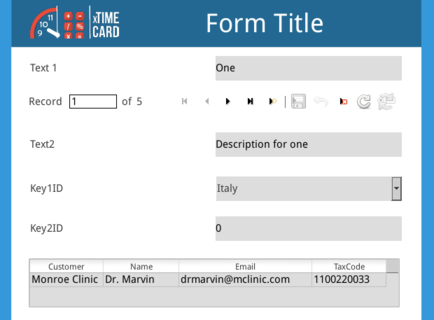 11
10
9
xTIME
CARD
Form Title
Text 1 One
Record 1 of 5
Text2 Description for one
Key1ID Italy
Key2ID 0
Customer Name Email TaxCode
Monroe Clinic Dr. Marvin drmarvin@mclinic.com 1100220033